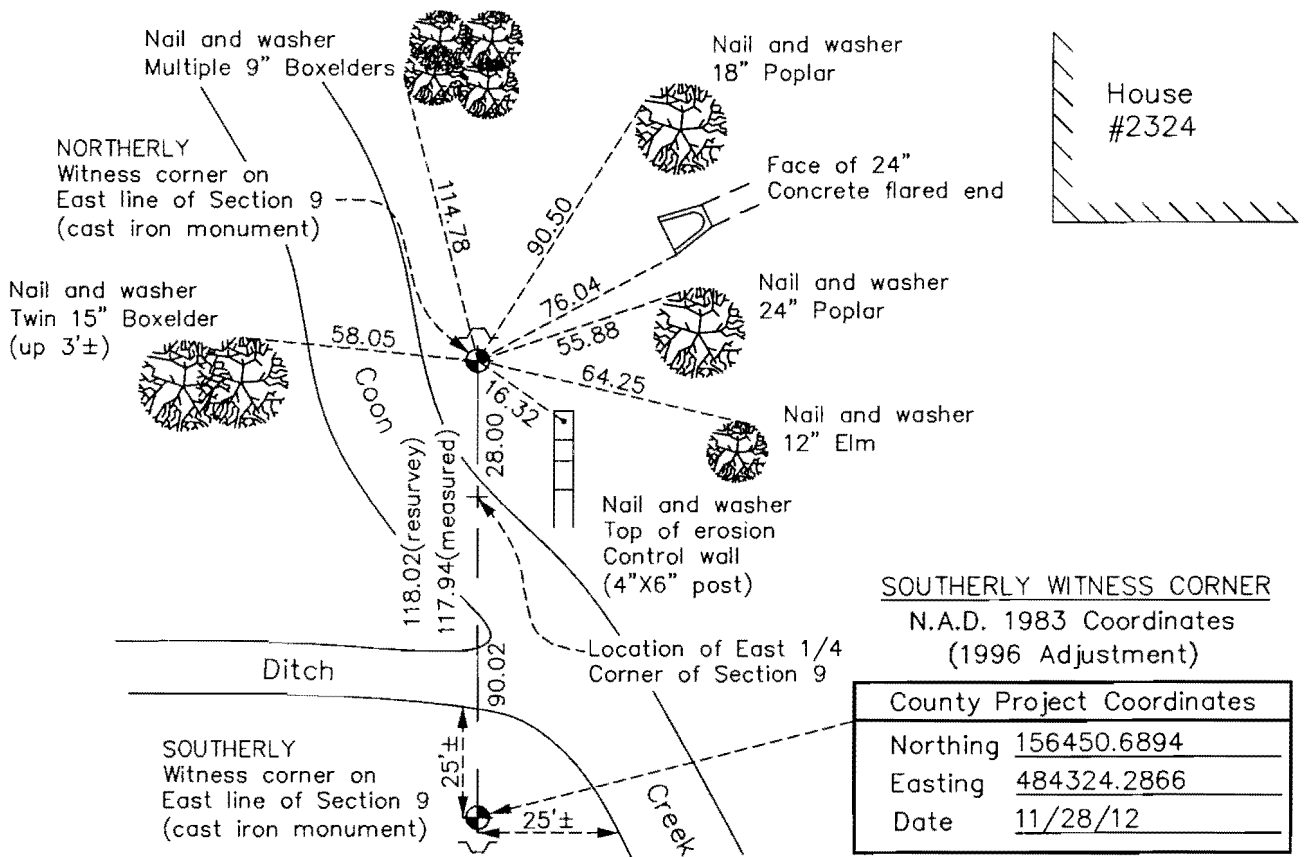 Nail and washer
Multiple 9" Boxelders
Nail and washer
18" Poplar
House
#2324
NORTHERLY
Witness corner on
East line of Section 9
(cast iron monument)
114.78
90.50
Face of 24"
Concrete flared end
Nail and washer
Twin 15" Boxelder
(up 3'±)
58.05
76.04
55.88
Nail and washer
24" Poplar
64.25
16.32
28.00
Nail and washer
12" Elm
Coon
118.02(resurvey)
117.94(measured)
Nail and washer
Top of erosion
Control wall
(4"X6" post)
Location of East 1/4
Corner of Section 9
Ditch
90.02
SOUTHERLY
Witness corner on
East line of Section 9
(cast iron monument)
25'±
25'±
Creek
SOUTHERLY WITNESS CORNER
N.A.D. 1983 Coordinates
(1996 Adjustment)
County Project Coordinates
Northing 156450.6894
Easting 484324.2866
Date 11/28/12